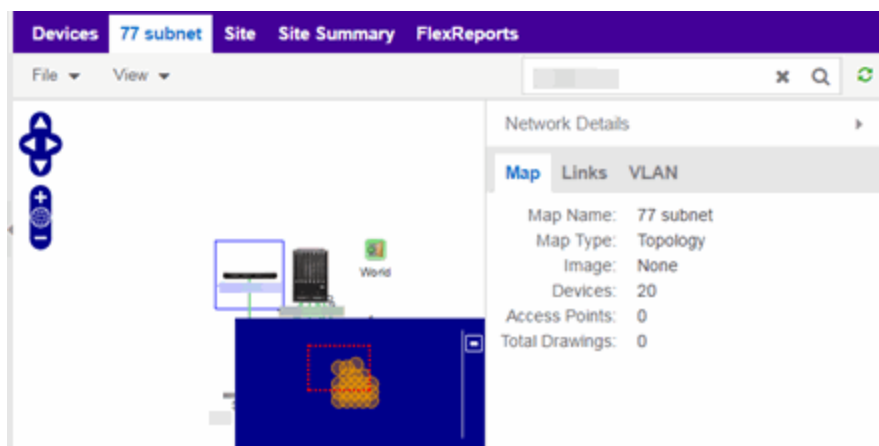 Devices 77 subnet Site Site Summary FlexReports
File View
Network Details
Map Links VLAN
Map Name: 77 subnet
Map Type: Topology
Image: None
Devices: 20
Access Points: 0
Total Drawings: 0
World